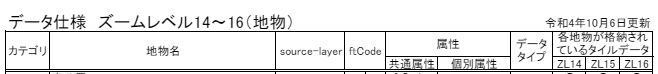 データ仕様 ズームレベル14~16(地物)
令和4年10月6日更新
カテゴリ 地物名 source-layer ftCode 属性 データタイプ 各地物が格納されているタイルデータ
共通属性 個別属性 ZL14 ZL15 ZL16